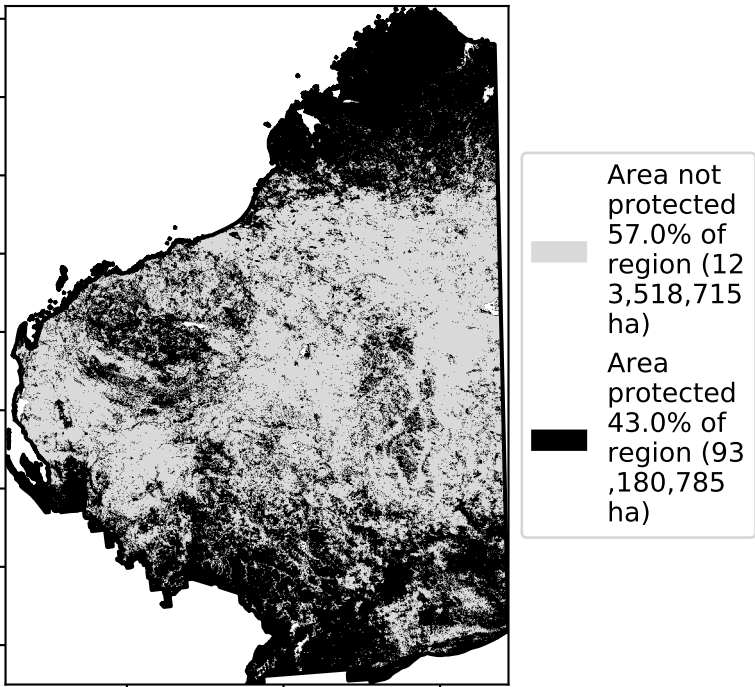 Area not
protected
57.0% of
region (12
3,518,715
ha)
Area
protected
43.0% of
region (93
,180,785
ha)